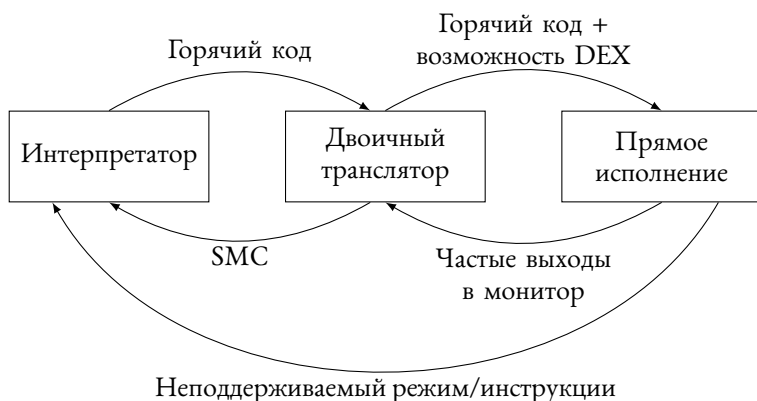 Горячий код
Горячий код +
возможность DEX
Интерпретатор
Двоичный
транслятор
Прямое
исполнение
SMC
Частые выходы
в монитор
Неподдерживаемый режим/инструкции